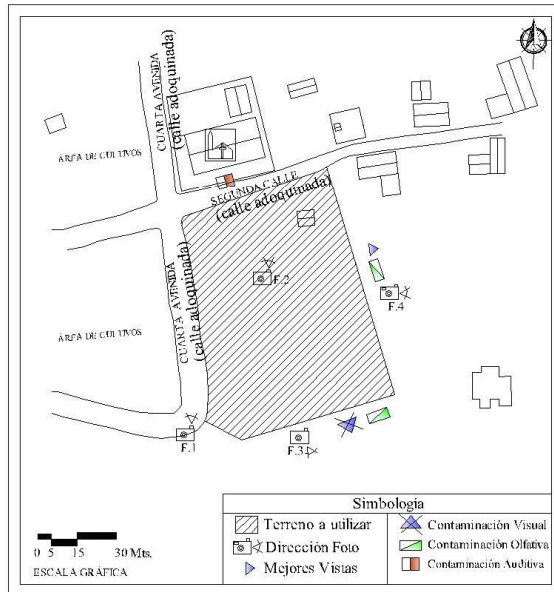 CUARTA AVENIDA
(calle adoquinada)
ÁREA DE CULTIVOS
SEGUNDA CALLE
(calle adoquinada)
F.2
F.4
CUARTA AVENIDA
(calle adoquinada)
ÁREA DE CULTIVOS
F.1
F.3
Simbologia
Terreno a utilizar
Dirección Foto
Mejores Vistas
Contaminación Visual
Contaminación Olfativa
Contaminación Auditiva
0 5 15 30 Mts.
ESCALA GRÁFICA